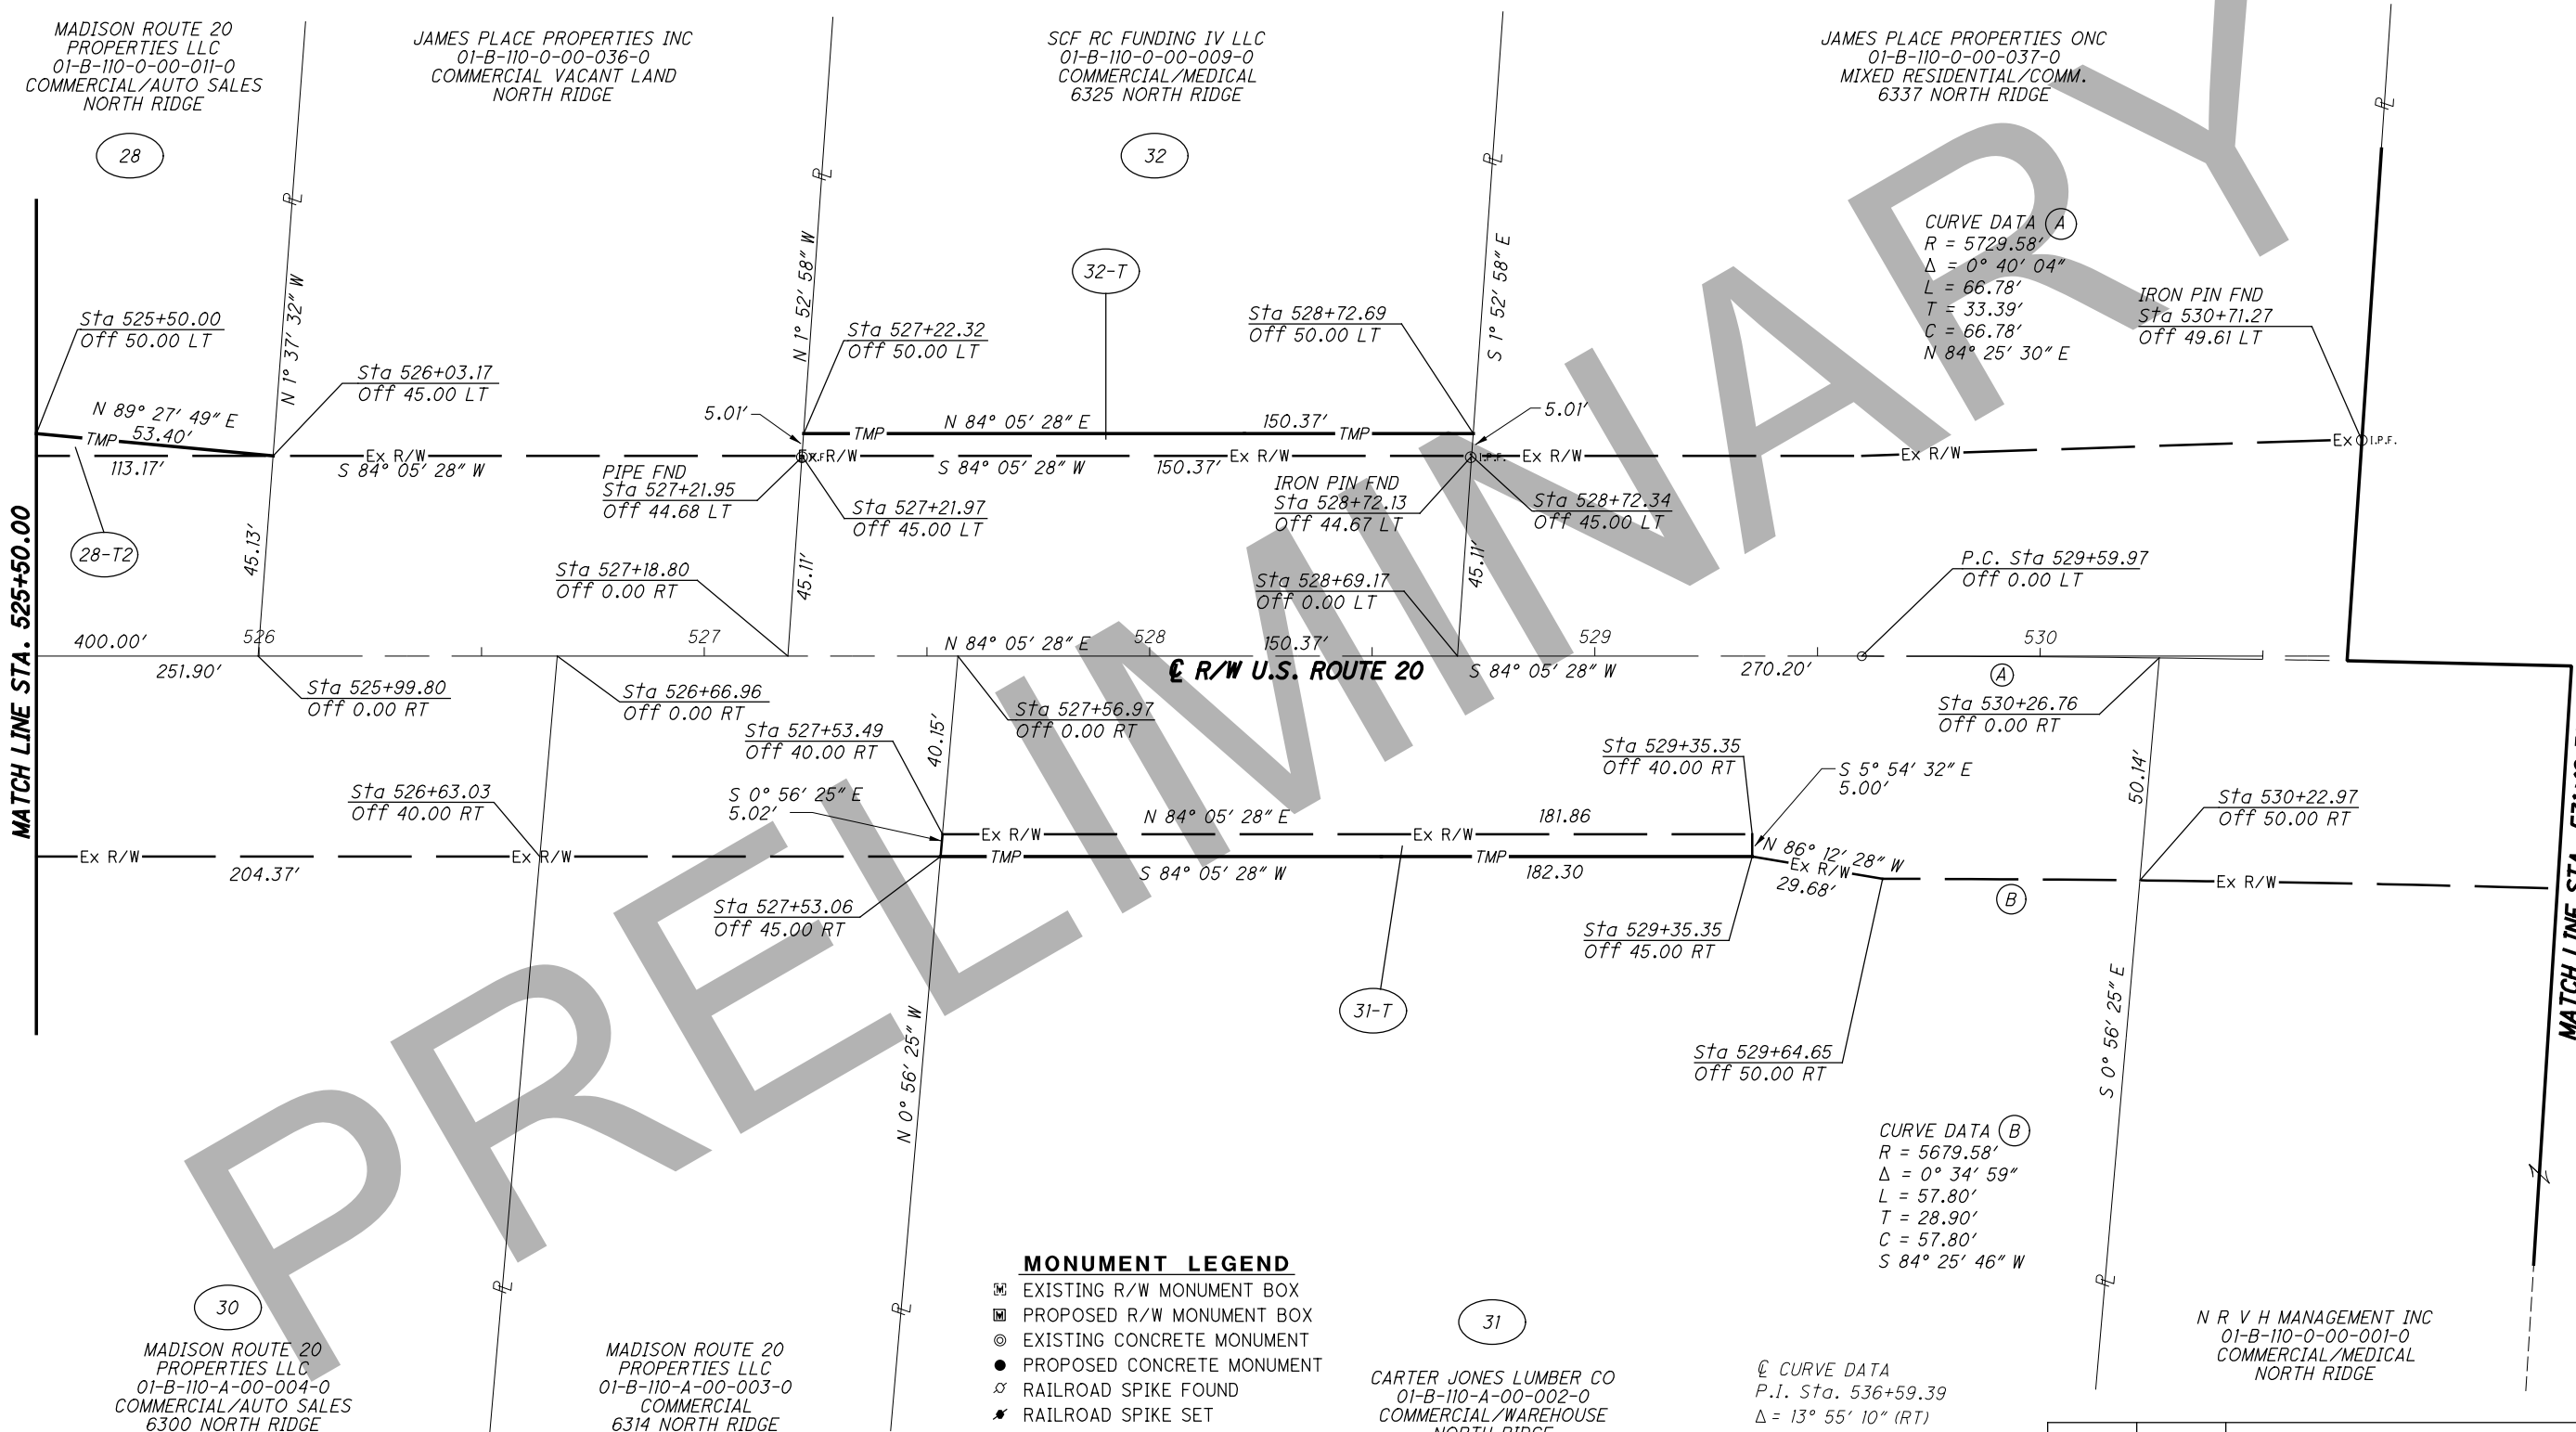 MADISON ROUTE 20
PROPERTIES LLC
01-B-110-0-00-011-0
COMMERCIAL/AUTO SALES
NORTH RIDGE
28
JAMES PLACE PROPERTIES INC
01-B-110-0-00-036-0
COMMERCIAL VACANT LAND
NORTH RIDGE
SCF RC FUNDING IV LLC
01-B-110-0-00-009-0
COMMERCIAL/MEDICAL
6325 NORTH RIDGE
32
JAMES PLACE PROPERTIES ONC
01-B-110-0-00-037-0
MIXED RESIDENTIAL/COMM.
6337 NORTH RIDGE
PL
PL
PL
PL
CURVE DATA A
R = 5729.58'
Δ = 0° 40' 04"
L = 66.78'
T = 33.39'
C = 66.78'
N 84° 25' 30" E
IRON PIN FND
Sta 530+71.27
Off 49.61 LT
N 1° 37' 32" W
N 1° 52' 58" W
S 1° 52' 58" E
32-T
Sta 525+50.00
Off 50.00 LT
Sta 526+03.17
Off 45.00 LT
Sta 527+22.32
Off 50.00 LT
Sta 528+72.69
Off 50.00 LT
N 89° 27' 49" E
TMP 53.40'
113.17'
Ex R/W
S 84° 05' 28" W
5.01'
TMP
N 84° 05' 28" E
150.37'
TMP
5.01'
Ex R/W
S 84° 05' 28" W
150.37'
Ex R/W
I.P.F.
Ex R/W
Ex R/W
Ex I.P.F.
PIPE FND
Sta 527+21.95
Off 44.68 LT
Sta 527+21.97
Off 45.00 LT
IRON PIN FND
Sta 528+72.13
Off 44.67 LT
Sta 528+72.34
Off 45.00 LT
28-T2
45.13'
45.11'
45.11'
Sta 527+18.80
Off 0.00 RT
Sta 528+69.17
Off 0.00 LT
P.C. Sta 529+59.97
Off 0.00 LT
MATCH LINE STA. 525+50.00
400.00'
526
527
N 84° 05' 28" E
528
150.37'
529
530
251.90'
CL R/W U.S. ROUTE 20
S 84° 05' 28" W
270.20'
A
Sta 525+99.80
Off 0.00 RT
Sta 526+66.96
Off 0.00 RT
Sta 527+56.97
Off 0.00 RT
Sta 530+26.76
Off 0.00 RT
Sta 527+53.49
Off 40.00 RT
40.15'
Sta 529+35.35
Off 40.00 RT
S 5° 54' 32" E
5.00'
50.14'
Sta 526+63.03
Off 40.00 RT
S 0° 56' 25" E
5.02'
Sta 530+22.97
Off 50.00 RT
Ex R/W
N 84° 05' 28" E
Ex R/W
181.86
Ex R/W
204.37'
Ex R/W
TMP
S 84° 05' 28" W
TMP
182.30
N 86° 12' 28" W
Ex R/W
29.68'
B
Ex R/W
Sta 527+53.06
Off 45.00 RT
Sta 529+35.35
Off 45.00 RT
31-T
Sta 529+64.65
Off 50.00 RT
N 0° 56' 25" W
S 0° 56' 25" E
MATCH LINE STA.
CURVE DATA B
R = 5679.58'
Δ = 0° 34' 59"
L = 57.80'
T = 28.90'
C = 57.80'
S 84° 25' 46" W
PL
PL
PL
MONUMENT LEGEND
EXISTING R/W MONUMENT BOX
PROPOSED R/W MONUMENT BOX
EXISTING CONCRETE MONUMENT
PROPOSED CONCRETE MONUMENT
RAILROAD SPIKE FOUND
RAILROAD SPIKE SET
30
MADISON ROUTE 20
PROPERTIES LLC
01-B-110-A-00-004-0
COMMERCIAL/AUTO SALES
6300 NORTH RIDGE
MADISON ROUTE 20
PROPERTIES LLC
01-B-110-A-00-003-0
COMMERCIAL
6314 NORTH RIDGE
31
CARTER JONES LUMBER CO
01-B-110-A-00-002-0
COMMERCIAL/WAREHOUSE
NORTH RIDGE
CL CURVE DATA
P.I. Sta. 536+59.39
Δ = 13° 55' 10" (RT)
N R V H MANAGEMENT INC
01-B-110-0-00-001-0
COMMERCIAL/MEDICAL
NORTH RIDGE
PRELIMINARY